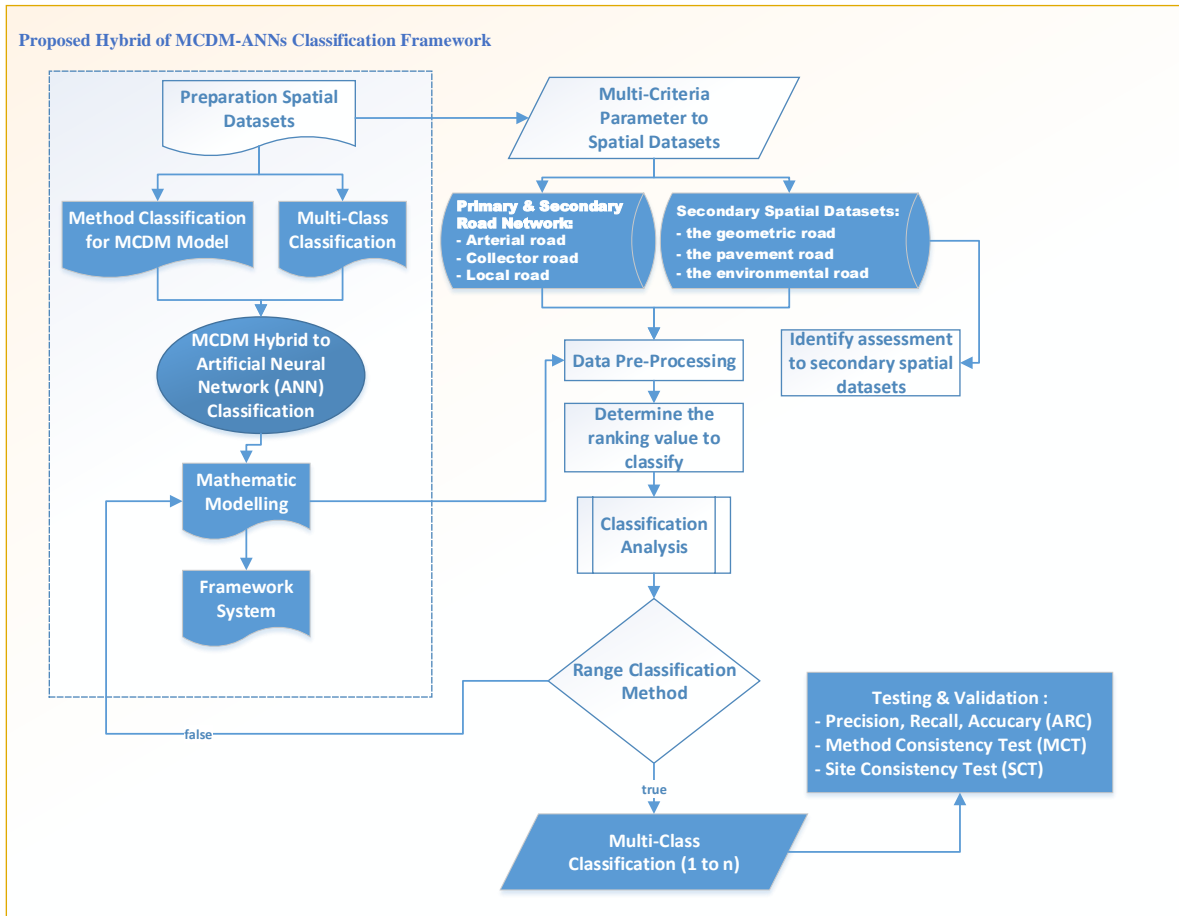 Proposed Hybrid of MCDM-ANNs Classification Framework
Preparation Spatial
Datasets
Multi-Criteria
Parameter to
Spatial Datasets
Method Classification
for MCDM Model
Multi-Class
Classification
Primary & Secondary
Road Network:
- Arterial road
- Collector road
- Local road
Secondary Spatial Datasets:
- the geometric road
- the pavement road
- the environmental road
MCDM Hybrid to
Artificial Neural
Network (ANN)
Classification
Data Pre-Processing
Identify assessment
to secondary spatial
datasets
Determine the
ranking value to
classify
Mathematic
Modelling
Classification
Analysis
Framework
System
Range Classification
Method
false
true
Testing & Validation :
- Precision, Recall, Accucary (ARC)
- Method Consistency Test (MCT)
- Site Consistency Test (SCT)
Multi-Class
Classification (1 to n)